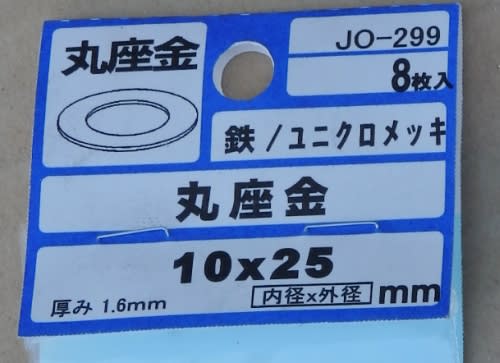 丸座金
JO-299
8枚入
鉄/ユニクロメッキ
丸座金
10x25
厚み 1.6mm
内径×外径 mm